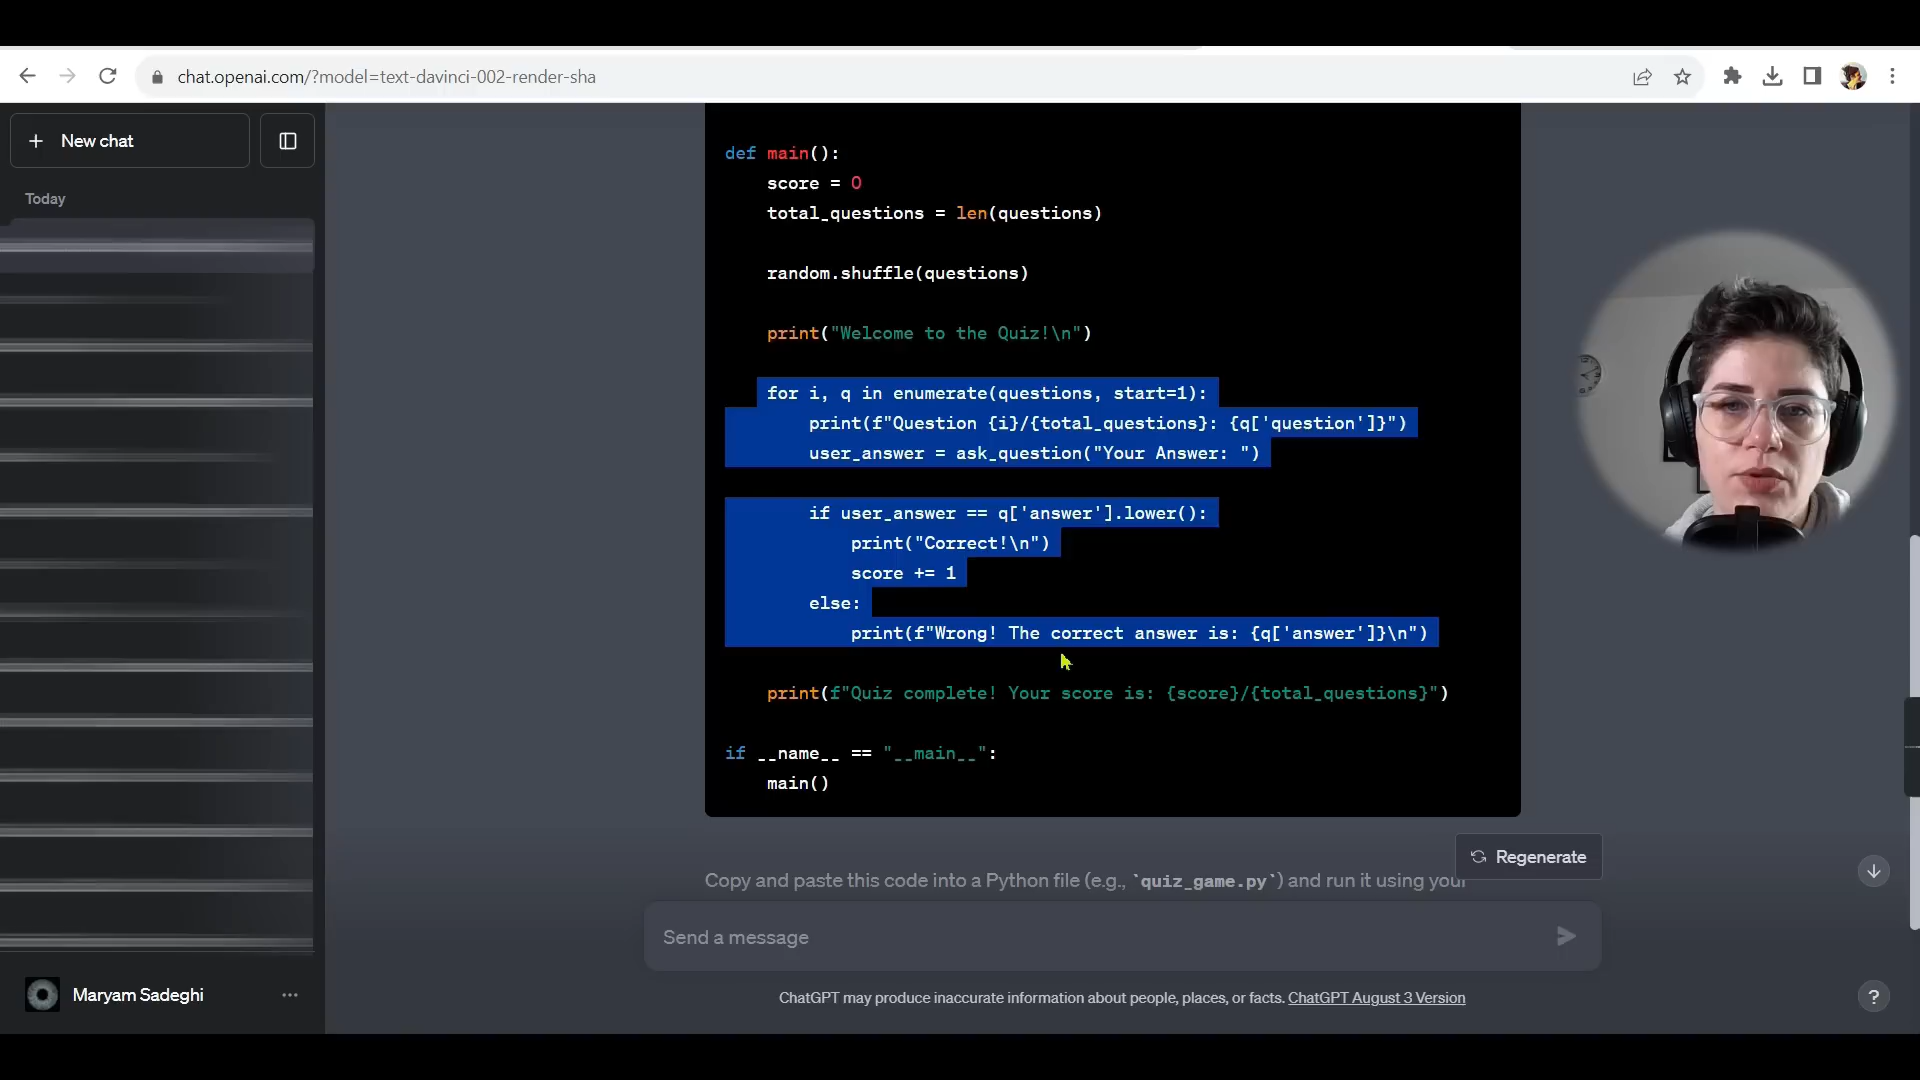 chat.openai.com/?model=text-davinci-002-render-sha
+ New chat
Today
def main():
    score = 0
    total_questions = len(questions)
    random.shuffle(questions)
    print("Welcome to the Quiz!\n")
    for i, q in enumerate(questions, start=1):
        print(f"Question {i}/{total_questions}: {q['question']}")
        user_answer = ask_question("Your Answer: ")
        if user_answer == q['answer'].lower():
            print("Correct!\n")
            score += 1
        else:
            print(f"Wrong! The correct answer is: {q['answer']}\n")
    print(f"Quiz complete! Your score is: {score}/{total_questions}")
if __name__ == "__main__":
    main()
Regenerate
Copy and paste this code into a Python file (e.g., `quiz_game.py`) and run it using your
Send a message
Maryam Sadeghi
ChatGPT may produce inaccurate information about people, places, or facts. ChatGPT August 3 Version
?